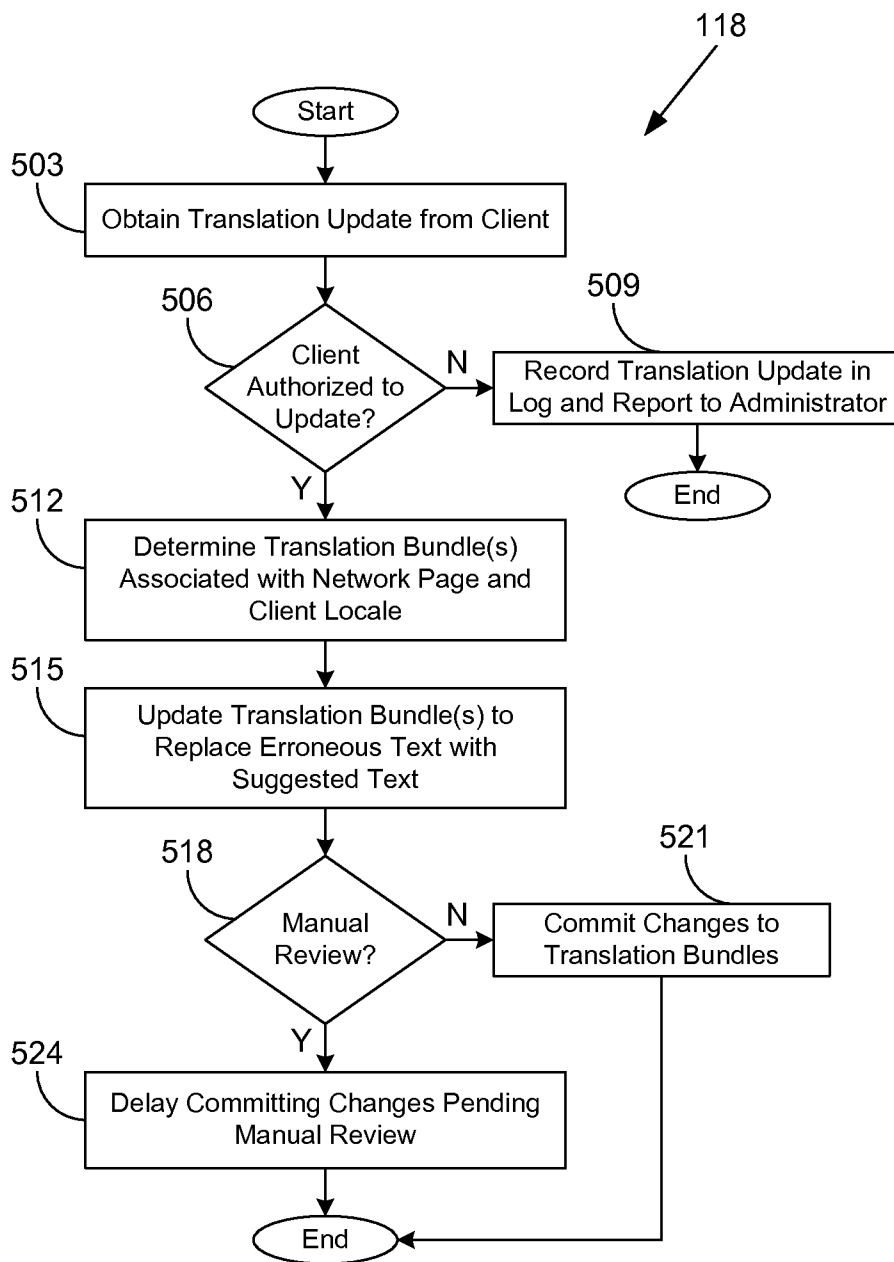 118
Start
503
Obtain Translation Update from Client
506
Client
Authorized to
Update?
N
509
Record Translation Update in
Log and Report to Administrator
End
Y
512
Determine Translation Bundle(s)
Associated with Network Page and
Client Locale
515
Update Translation Bundle(s) to
Replace Erroneous Text with
Suggested Text
518
Manual
Review?
N
521
Commit Changes to
Translation Bundles
Y
524
Delay Committing Changes Pending
Manual Review
End